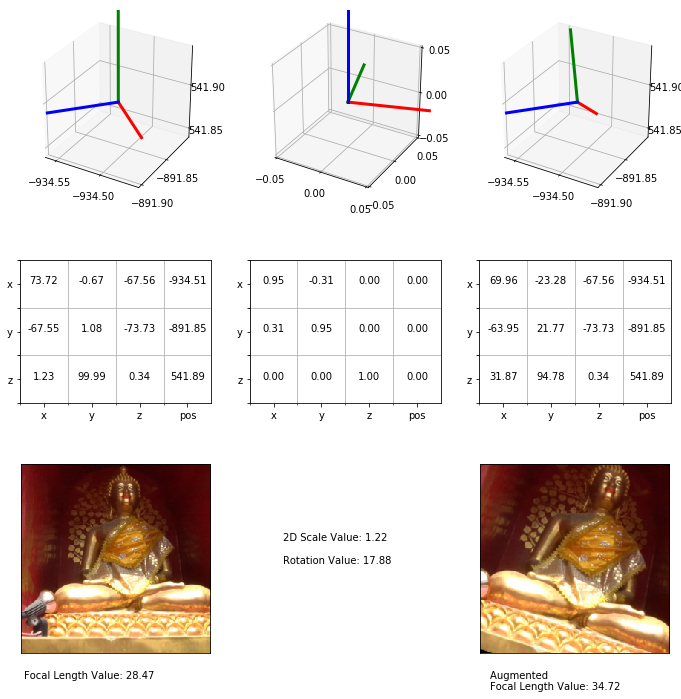 541.90
541.85
−934.55
−934.50
−891.85
−891.90
0.05
0.00
−0.05
−0.05
0.00
0.05
0.05
0.00
−0.05
541.90
541.85
−934.55
−934.50
−891.85
−891.90
x 73.72 -0.67 -67.56 -934.51
y -67.55 1.08 -73.73 -891.85
z 1.23 99.99 0.34 541.89
x y z pos
x 0.95 -0.31 0.00 0.00
y 0.31 0.95 0.00 0.00
z 0.00 0.00 1.00 0.00
x y z pos
x 69.96 -23.28 -67.56 -934.51
y -63.95 21.77 -73.73 -891.85
z 31.87 94.78 0.34 541.89
x y z pos
2D Scale Value: 1.22
Rotation Value: 17.88
Focal Length Value: 28.47
Augmented
Focal Length Value: 34.72